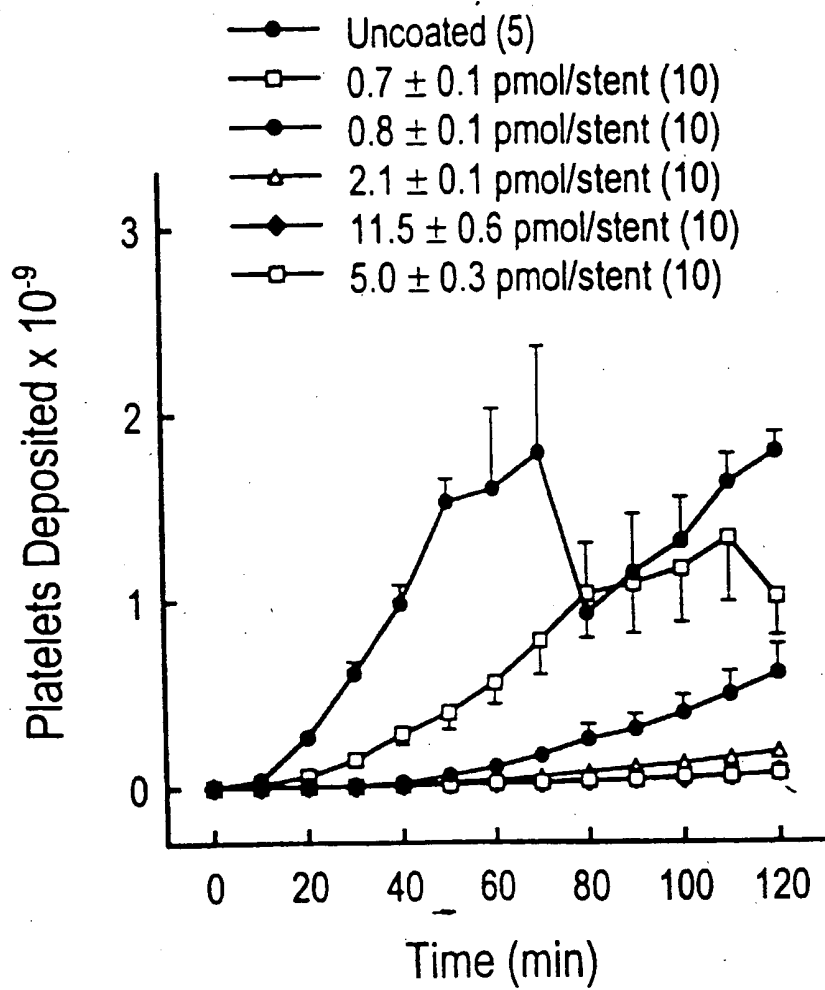 Uncoated (5)
0.7 ± 0.1 pmol/stent (10)
0.8 ± 0.1 pmol/stent (10)
2.1 ± 0.1 pmol/stent (10)
11.5 ± 0.6 pmol/stent (10)
5.0 ± 0.3 pmol/stent (10)
3
2
1
0
Platelets Deposited x 10⁻⁹
0 20 40 60 80 100 120
Time (min)